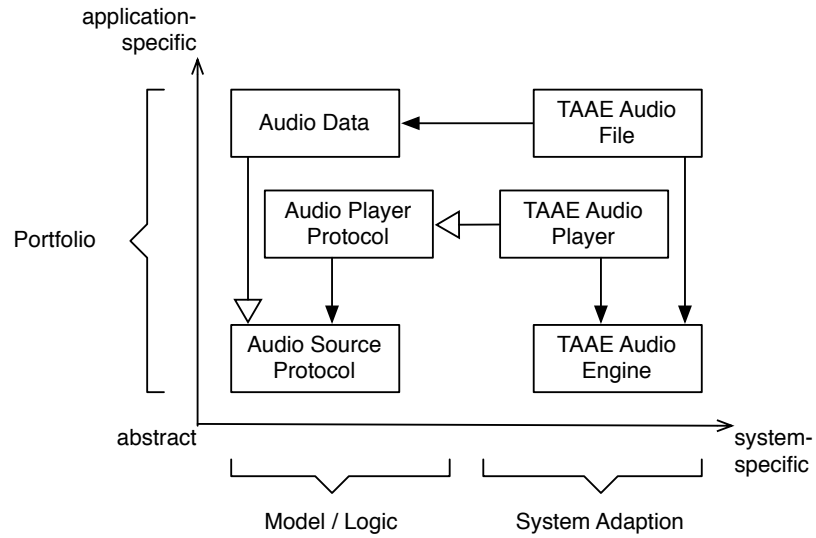 application-
specific
Audio Data
TAAE Audio
File
Audio Player
Protocol
TAAE Audio
Player
Portfolio
Audio Source
Protocol
TAAE Audio
Engine
abstract
system-
specific
Model / Logic
System Adaption